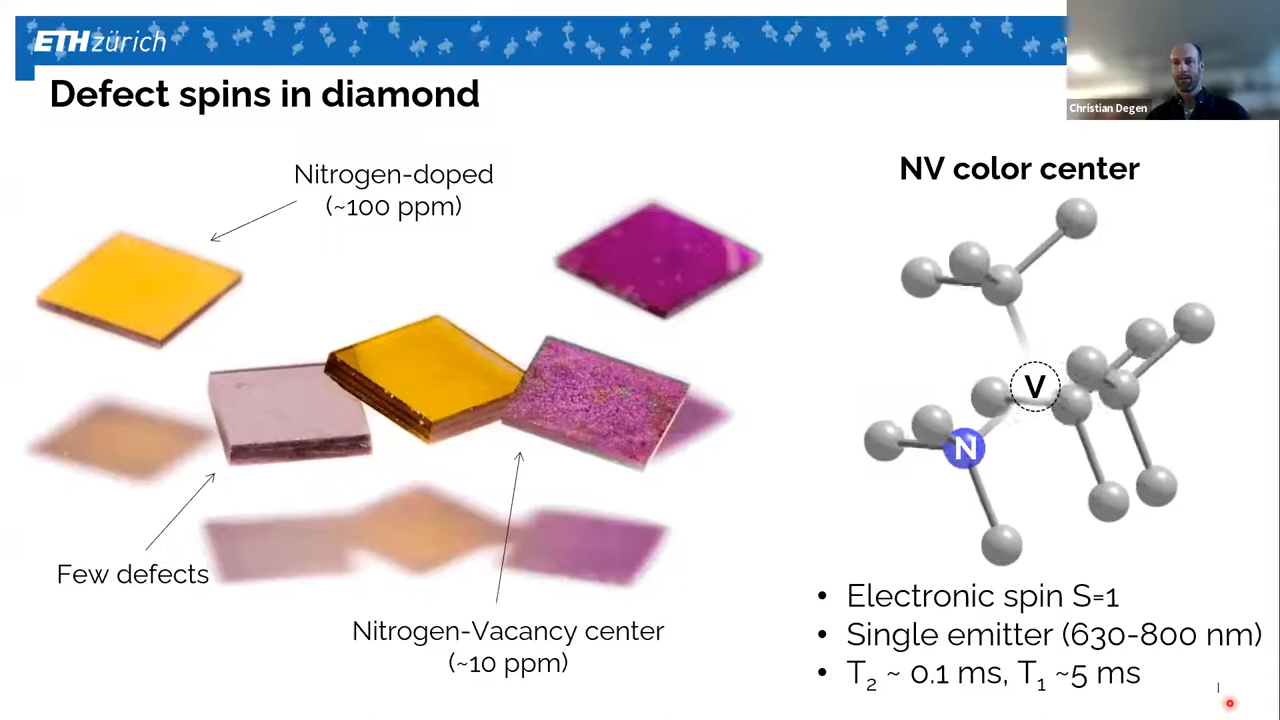 ETH zürich
Christian Degen
Defect spins in diamond
Nitrogen-doped
(~100 ppm)
NV color center
V
N
Few defects
Nitrogen-Vacancy center
(~10 ppm)
• Electronic spin S=1
• Single emitter (630-800 nm)
• T₂ ~ 0.1 ms, T₁ ~5 ms